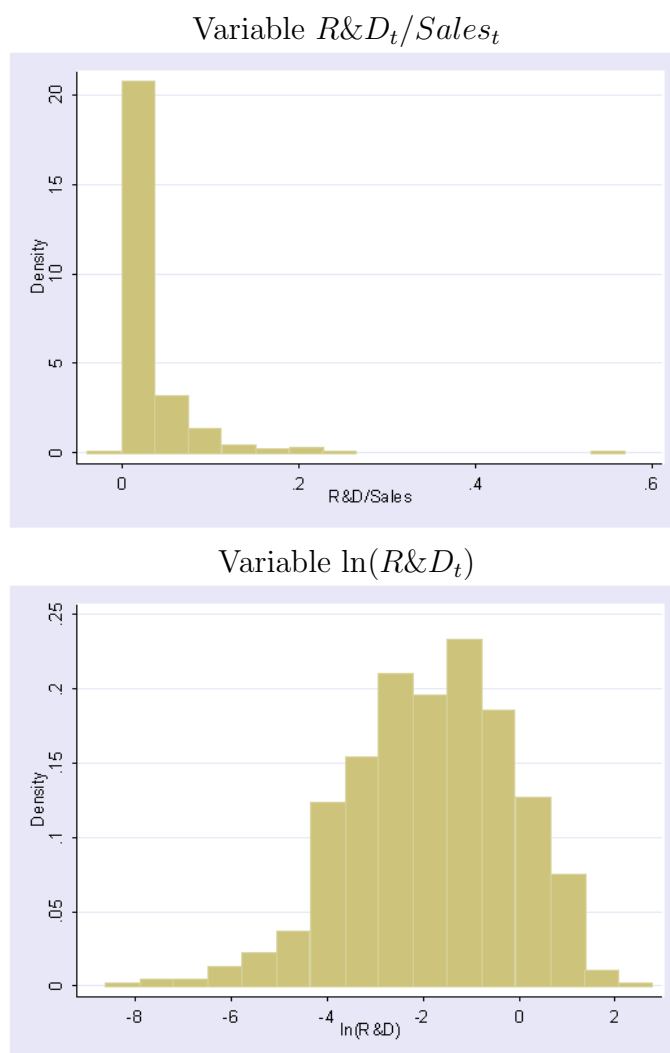 Variable R&D_t/Sales_t
20
15
10
5
0
Density
0 .2 .4 .6
R&D/Sales
Variable ln(R&D_t)
.25
.2
.15
.1
.05
0
Density
-8 -6 -4 -2 0 2
ln(R&D)